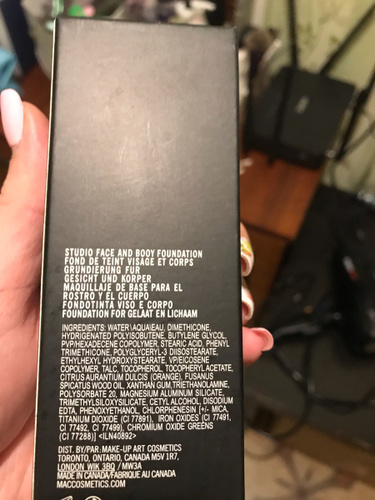 STUDIO FACE AND BODY FOUNDATION
FOND DE TEINT VISAGE ET CORPS
GRUNDIERUNG FUR
GESICHT UND KORPER
MAQUILLAJE DE BASE PARA EL
ROSTRO Y EL CUERPO
FONDOTINTA VISO E CORPO
FOUNDATION FOR GELAAT EN LICHAAM
INGREDIENTS: WATER\AQUA\EAU, DIMETHICONE,
HYDRIGENATED POLYISOBUTENE, BUTYLENE GLYCOL,
PVP/HEXADECENE COPOLYMER, STEARIC ACID, PHENYL
TRIMETHICONE, POLYGLYCERYL-3 DIISOSTEARATE,
ETHYLHEXYL HYDROXYSTEARATE, VP/EICOSENE
COPOLYMER, TALC, TOCOPHEROL, TOCOPHERYL ACETATE,
CITRUS AURANTIUM DULCIS (ORANGE), FUSANUS
SPICATUS WOOD OIL, XANTHAN GUM, TRIETHANOLAMINE,
POLYSORBATE 20, MAGNESIUM ALUMINUM SILICATE,
TRIMETHYLSILOXYSILICATE, CETYL ALCOHOL, DISODIUM
EDTA, PHENOXYETHANOL, CHLORPHENESIN [+/- MICA,
TITANIUM DIOXIDE (CI 77891), IRON OXIDES (CI 77491,
CI 77492, CI 77499), CHROMIUM OXIDE GREENS
(CI 77288)] <ILN40892>
DIST. BY/PAR: MAKE-UP ART COSMETICS
TORONTO, ONTARIO, CANADA M5V 1R7,
LONDON WIK 3BQ / MW3A
MADE IN CANADA/FABRIQUÉ AU CANADA
MACCOSMETICS.COM